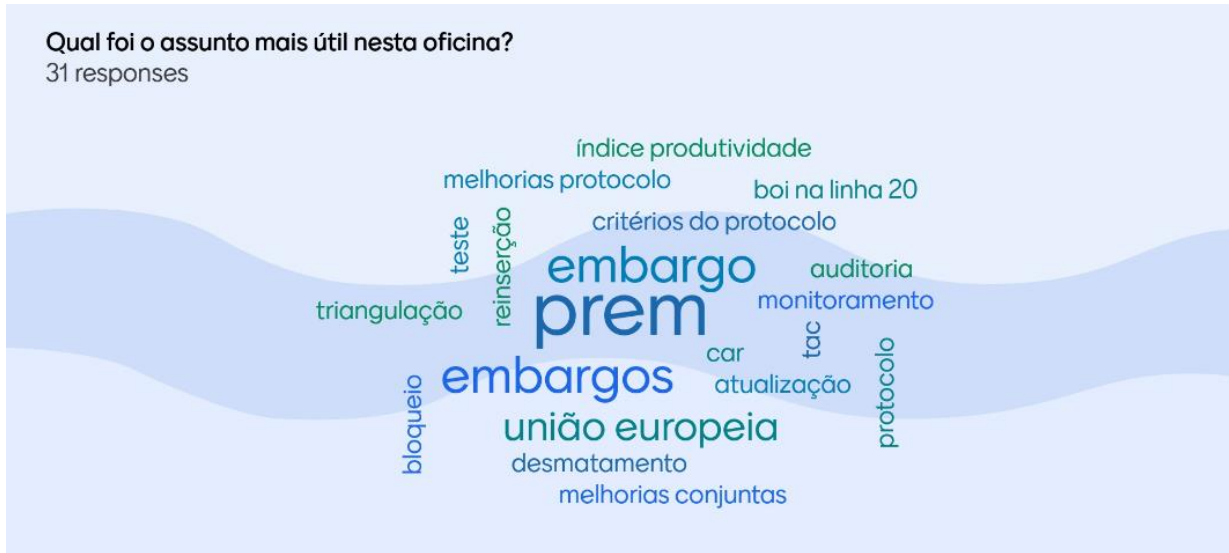 Qual foi o assunto mais útil nesta oficina?
31 responses
índice produtividade
melhorias protocolo
boi na linha 20
critérios do protocolo
teste
reinserção
embargo
auditoria
prem
monitoramento
triangulação
tac
car
protocolo
embargos
atualização
bloqueio
união europeia
desmatamento
melhorias conjuntas